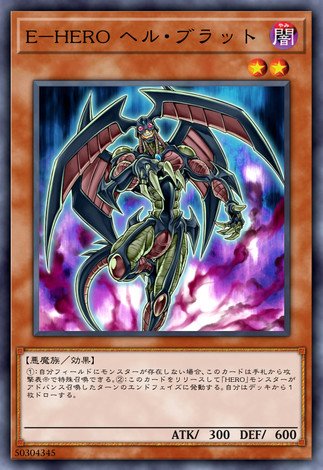 E-HERO ヘル・ブラット
闇
やみ
【悪魔族／効果】
①：自分フィールドにモンスターが存在しない場合、このカードは手札から攻
撃表示で特殊召喚できる。②：このカードをリリースして「HERO」モンスターが
アドバンス召喚したターンのエンドフェイズに発動する。自分はデッキから１
枚ドローする。
ATK/ 300 DEF/ 600
50304345